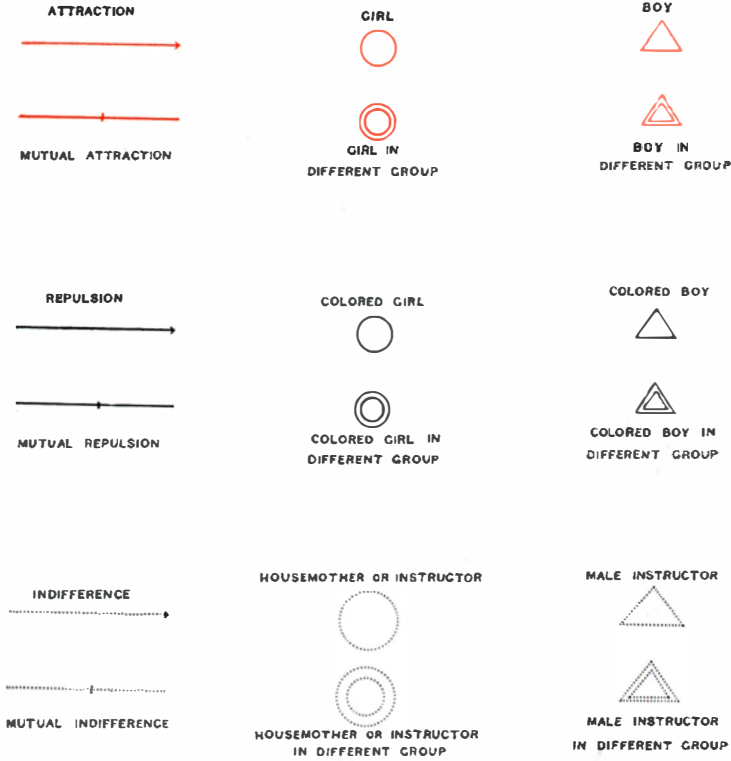 ATTRACTION
GIRL
BOY
MUTUAL ATTRACTION
GIRL IN
DIFFERENT GROUP
BOY IN
DIFFERENT GROUP
REPULSION
COLORED GIRL
COLORED BOY
MUTUAL REPULSION
COLORED GIRL IN
DIFFERENT GROUP
COLORED BOY IN
DIFFERENT GROUP
INDIFFERENCE
HOUSEMOTHER OR INSTRUCTOR
MALE INSTRUCTOR
MUTUAL INDIFFERENCE
HOUSEMOTHER OR INSTRUCTOR
IN DIFFERENT GROUP
MALE INSTRUCTOR
IN DIFFERENT GROUP